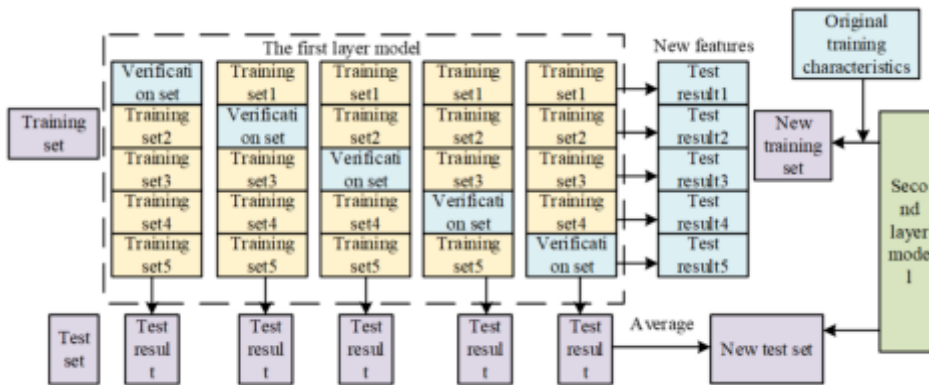 The first layer model
New features
Original
training
characteristics
Training
set
Verificati
on set
Training
set2
Training
set3
Training
set4
Training
set5
Training
set1
Verificati
on set
Training
set3
Training
set4
Training
set5
Training
set1
Training
set2
Verificati
on set
Training
set4
Training
set5
Training
set1
Training
set2
Training
set3
Verificati
on set
Training
set5
Training
set1
Training
set2
Training
set3
Training
set4
Verificati
on set
Test
result1
Test
result2
Test
result3
Test
result4
Test
result5
New
training
set
Seco
nd
layer
mode
l
Test
set
Test
resul
t
Test
resul
t
Test
resul
t
Test
resul
t
Test
resul
t
Average
New test set